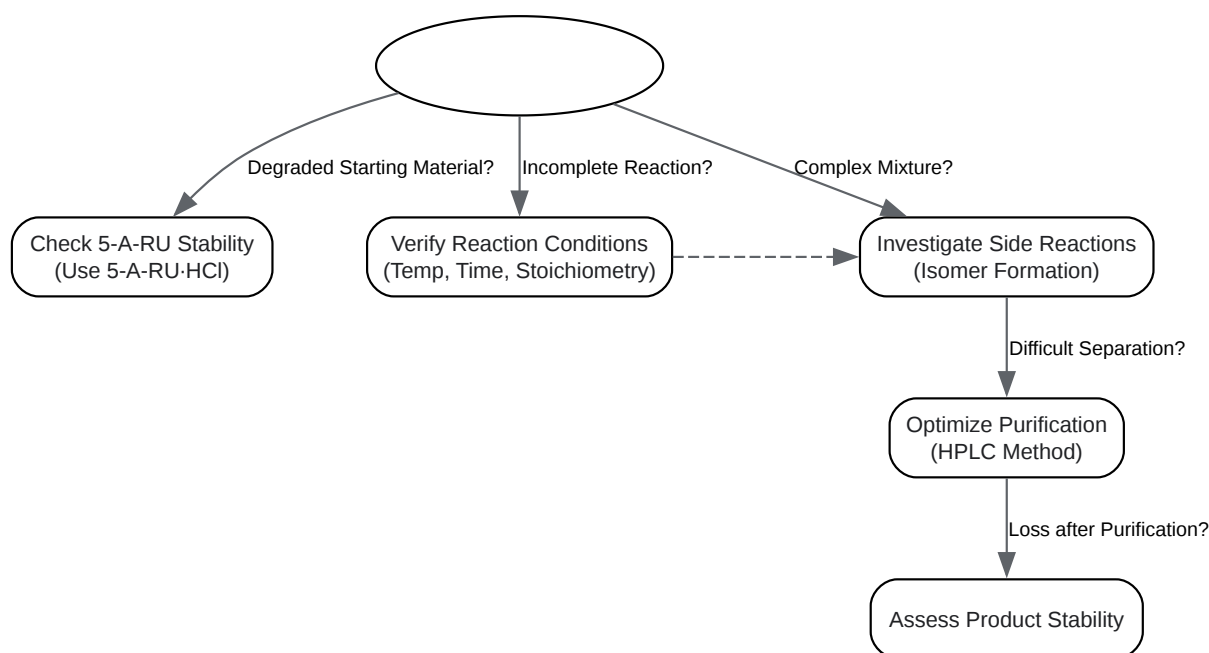 Degraded Starting Material?
Incomplete Reaction?
Complex Mixture?
Check 5-A-RU Stability
(Use 5-A-RU·HCl)
Verify Reaction Conditions
(Temp, Time, Stoichiometry)
Investigate Side Reactions
(Isomer Formation)
Difficult Separation?
Optimize Purification
(HPLC Method)
Loss after Purification?
Assess Product Stability